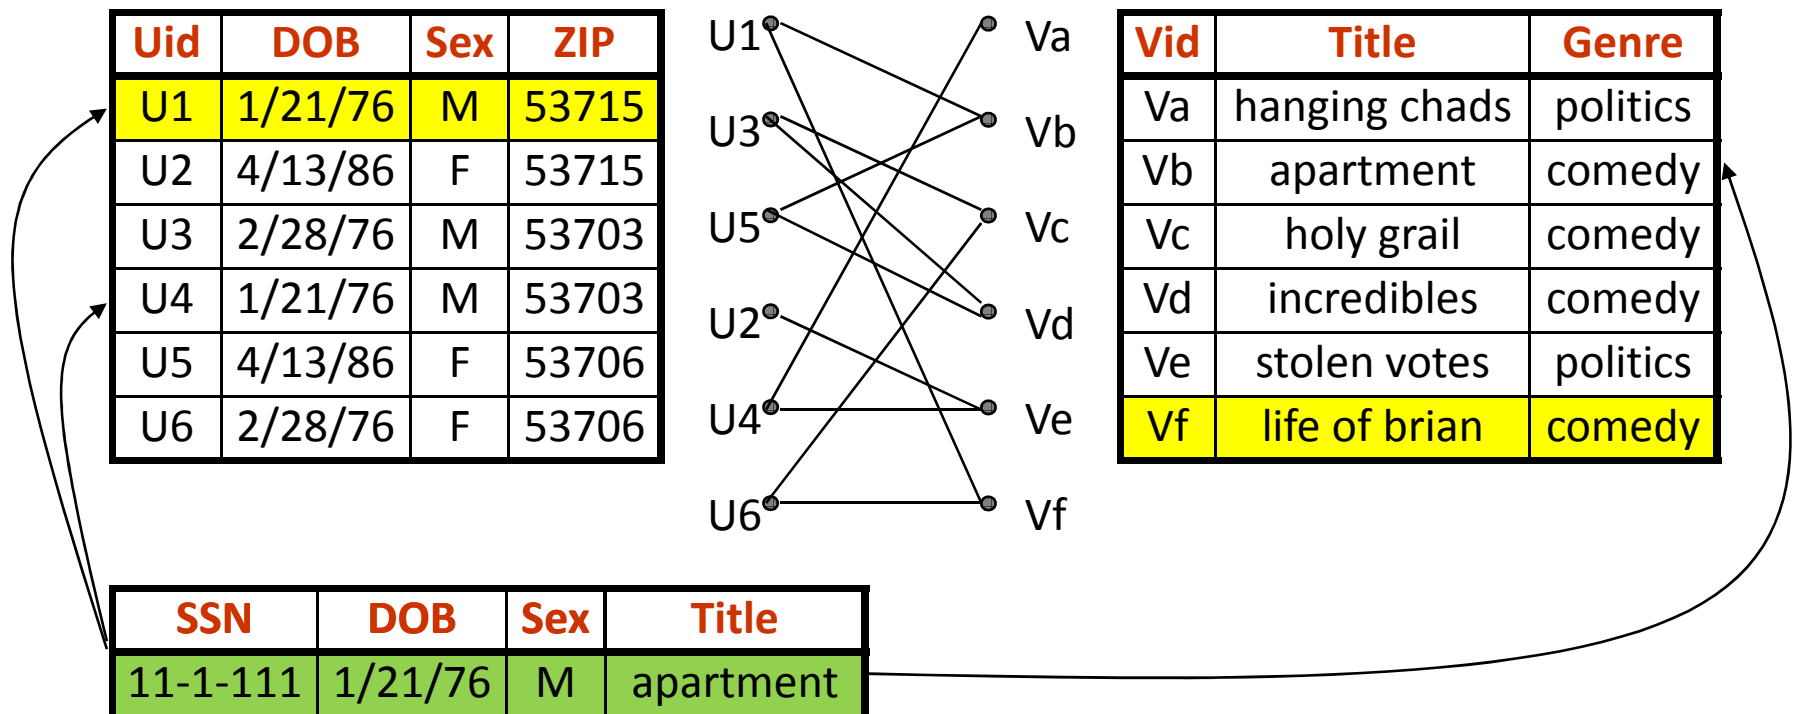 Uid DOB Sex ZIP
U1 1/21/76 M 53715
U2 4/13/86 F 53715
U3 2/28/76 M 53703
U4 1/21/76 M 53703
U5 4/13/86 F 53706
U6 2/28/76 F 53706
U1 Va
U3 Vb
U5 Vc
U2 Vd
U4 Ve
U6 Vf
Vid Title Genre
Va hanging chads politics
Vb apartment comedy
Vc holy grail comedy
Vd incredibles comedy
Ve stolen votes politics
Vf life of brian comedy
SSN DOB Sex Title
11-1-111 1/21/76 M apartment